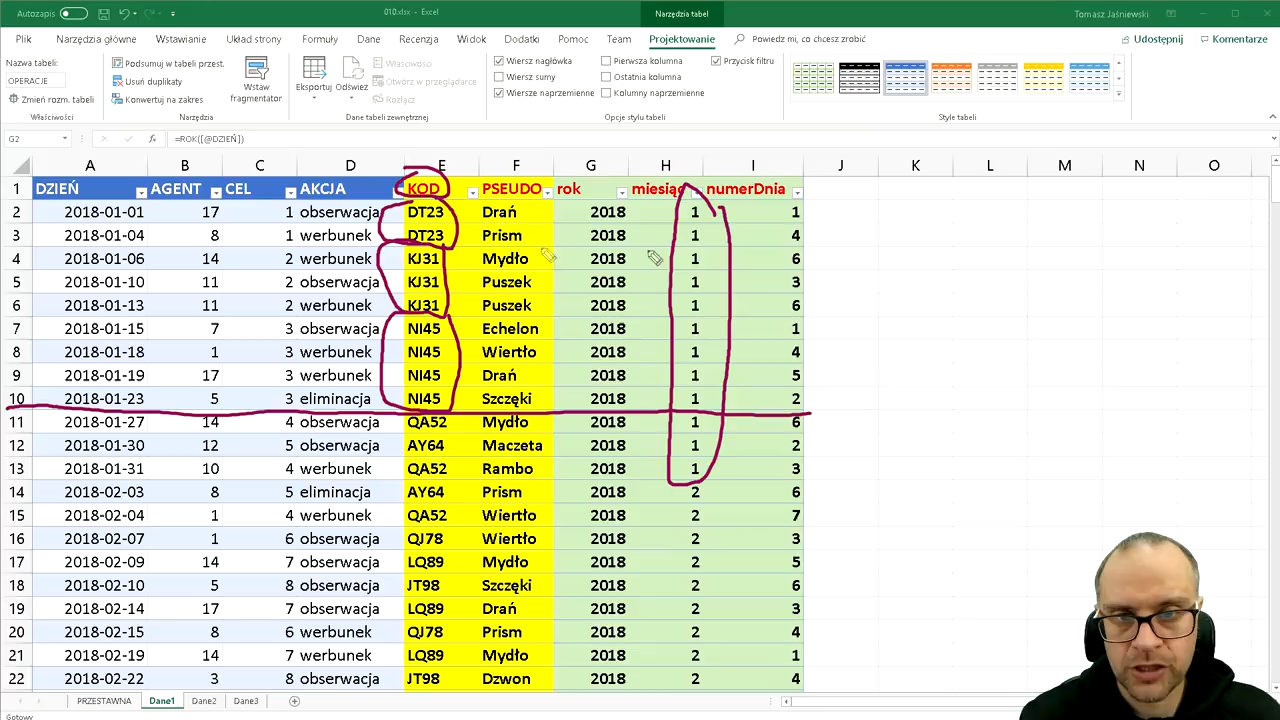 Autozapis
010.xlsx - Excel
Narzędzia tabel
Tomasz Jaśniewski
Plik Narzędzia główne Wstawianie Układ strony Formuły Dane Recenzja Widok Dodatki Pomoc Team Projektowanie Powiedz mi, co chcesz zrobić Udostępnij Komentarze
Nazwa tabeli:
OPERACJE
Zmień rozm. tabeli
Właściwości
Podsumuj w tabeli przest.
Usuń duplikaty
Konwertuj na zakres
Wstaw fragmentator
Narzędzia
Eksportuj Odśwież
Właściwości
Otwórz w przeglądarce
Rozłącz
Dane tabeli zewnętrznej
Wiersz nagłówka Pierwsza kolumna Przycisk filtru
Wiersz sumy Ostatnia kolumna
Wiersze naprzemienne Kolumny naprzemienne
Opcje stylu tabeli
Style tabeli
G2 fx =ROK([@DZIEŃ])
A B C D E F G H I J K L M N O
1 DZIEŃ AGENT CEL AKCJA KOD PSEUDO rok miesiąc numerDnia
2 2018-01-01 17 1 obserwacja DT23 Drań 2018 1 1
3 2018-01-04 8 1 werbunek DT23 Prism 2018 1 4
4 2018-01-06 14 2 werbunek KJ31 Mydło 2018 1 6
5 2018-01-10 11 2 obserwacja KJ31 Puszek 2018 1 3
6 2018-01-13 11 2 werbunek KJ31 Puszek 2018 1 6
7 2018-01-15 7 3 obserwacja NI45 Echelon 2018 1 1
8 2018-01-18 1 3 werbunek NI45 Wiertło 2018 1 4
9 2018-01-19 17 3 werbunek NI45 Drań 2018 1 5
10 2018-01-23 5 3 eliminacja NI45 Szczęki 2018 1 2
11 2018-01-27 14 4 obserwacja QA52 Mydło 2018 1 6
12 2018-01-30 12 5 obserwacja AY64 Maczeta 2018 1 2
13 2018-01-31 10 4 werbunek QA52 Rambo 2018 1 3
14 2018-02-03 8 5 eliminacja AY64 Prism 2018 2 6
15 2018-02-04 1 4 werbunek QA52 Wiertło 2018 2 7
16 2018-02-07 1 6 obserwacja QJ78 Wiertło 2018 2 3
17 2018-02-09 14 7 obserwacja LQ89 Mydło 2018 2 5
18 2018-02-10 5 8 obserwacja JT98 Szczęki 2018 2 6
19 2018-02-14 17 7 obserwacja LQ89 Drań 2018 2 3
20 2018-02-15 8 6 werbunek QJ78 Prism 2018 2 4
21 2018-02-19 14 7 werbunek LQ89 Mydło 2018 2 1
22 2018-02-22 3 8 obserwacja JT98 Dzwon 2018 2 4
PRZESTAWNA Dane1 Dane2 Dane3
Gotowy